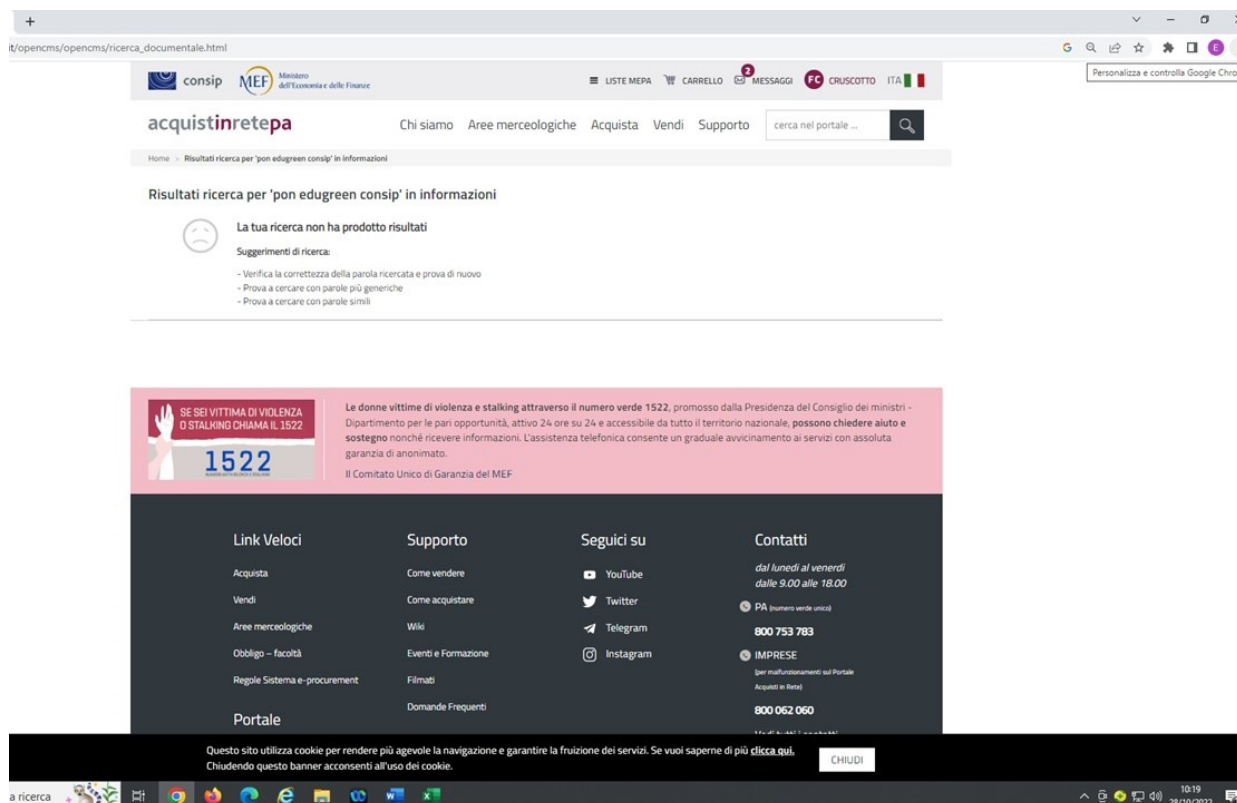 it/opencms/opencms/ricerca_documentale.html
Personalizza e controlla Google Chro
consip
MEF
Ministero
dell'Economia e delle Finanze
LISTE MEPA CARRELLO 2 MESSAGGI FC CRUSCOTTO ITA
acquistinretepa
Chi siamo Aree merceologiche Acquista Vendi Supporto cerca nel portale ...
Home > Risultati ricerca per 'pon edugreen consip' in informazioni
Risultati ricerca per 'pon edugreen consip' in informazioni
La tua ricerca non ha prodotto risultati
Suggerimenti di ricerca:
- Verifica la correttezza della parola ricercata e prova di nuovo
- Prova a cercare con parole più generiche
- Prova a cercare con parole simili
SE SEI VITTIMA DI VIOLENZA
O STALKING CHIAMA IL 1522
1522
Le donne vittime di violenza e stalking attraverso il numero verde 1522, promosso dalla Presidenza del Consiglio dei ministri -
Dipartimento per le pari opportunità, attivo 24 ore su 24 e accessibile da tutto il territorio nazionale, possono chiedere aiuto e
sostegno nonché ricevere informazioni. L'assistenza telefonica consente un graduale avvicinamento ai servizi con assoluta
garanzia di anonimato.
Il Comitato Unico di Garanzia del MEF
Link Veloci
Acquista
Vendi
Aree merceologiche
Obbligo – facoltà
Regole Sistema e-procurement
Portale
Supporto
Come vendere
Come acquistare
Wiki
Eventi e Formazione
Filmati
Domande Frequenti
Seguici su
YouTube
Twitter
Telegram
Instagram
Contatti
dal lunedì al venerdì
dalle 9.00 alle 18.00
PA (numero verde unico)
800 753 783
IMPRESE
(per malfunzionamenti sul Portale
Acquisti in Rete)
800 062 060
Vedi tutti i contatti
Questo sito utilizza cookie per rendere più agevole la navigazione e garantire la fruizione dei servizi. Se vuoi saperne di più clicca qui.
Chiudendo questo banner acconsenti all'uso dei cookie.
CHIUDI
a ricerca
10:19
28/10/2022